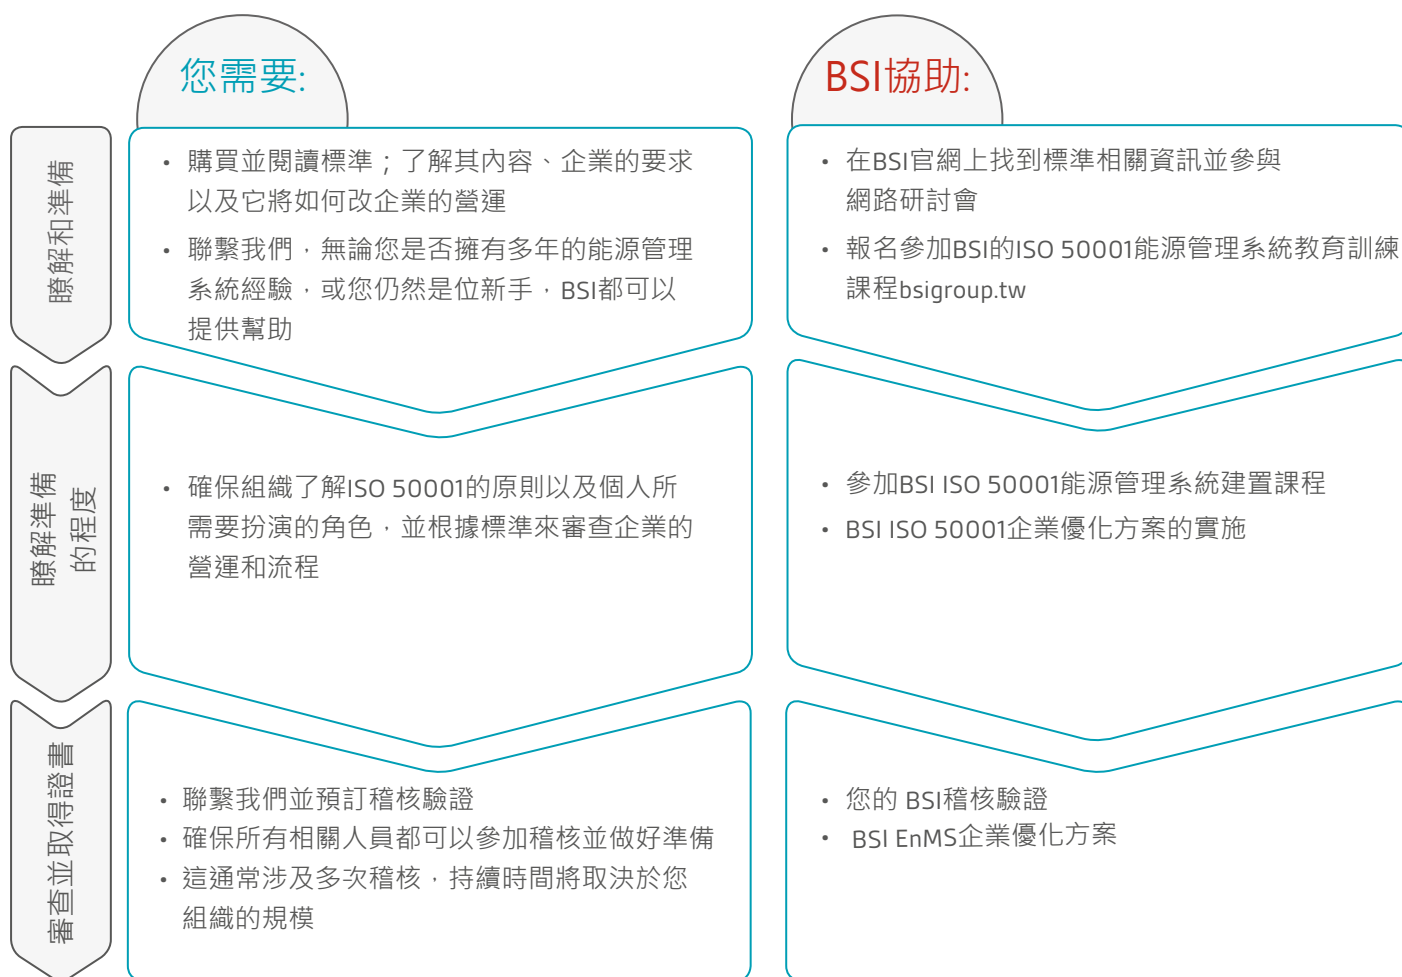 您需要:
BSI協助:
瞭解和準備
• 購買並閱讀標準；了解其內容、企業的要求
以及它將如何改企業的營運
• 聯繫我們，無論您是否擁有多年的能源管理
系統經驗，或您仍然是位新手，BSI都可以
提供幫助
• 在BSI官網上找到標準相關資訊並參與
網路研討會
• 報名參加BSI的ISO 50001能源管理系統教育訓練
課程bsigroup.tw
瞭解準備
的程度
• 確保組織了解ISO 50001的原則以及個人所
需要扮演的角色，並根據標準來審查企業的
營運和流程
• 參加BSI ISO 50001能源管理系統建置課程
• BSI ISO 50001企業優化方案的實施
審查並取得證書
• 聯繫我們並預訂稽核驗證
• 確保所有相關人員都可以參加稽核並做好準備
• 這通常涉及多次稽核，持續時間將取決於您
組織的規模
• 您的 BSI稽核驗證
• BSI EnMS企業優化方案